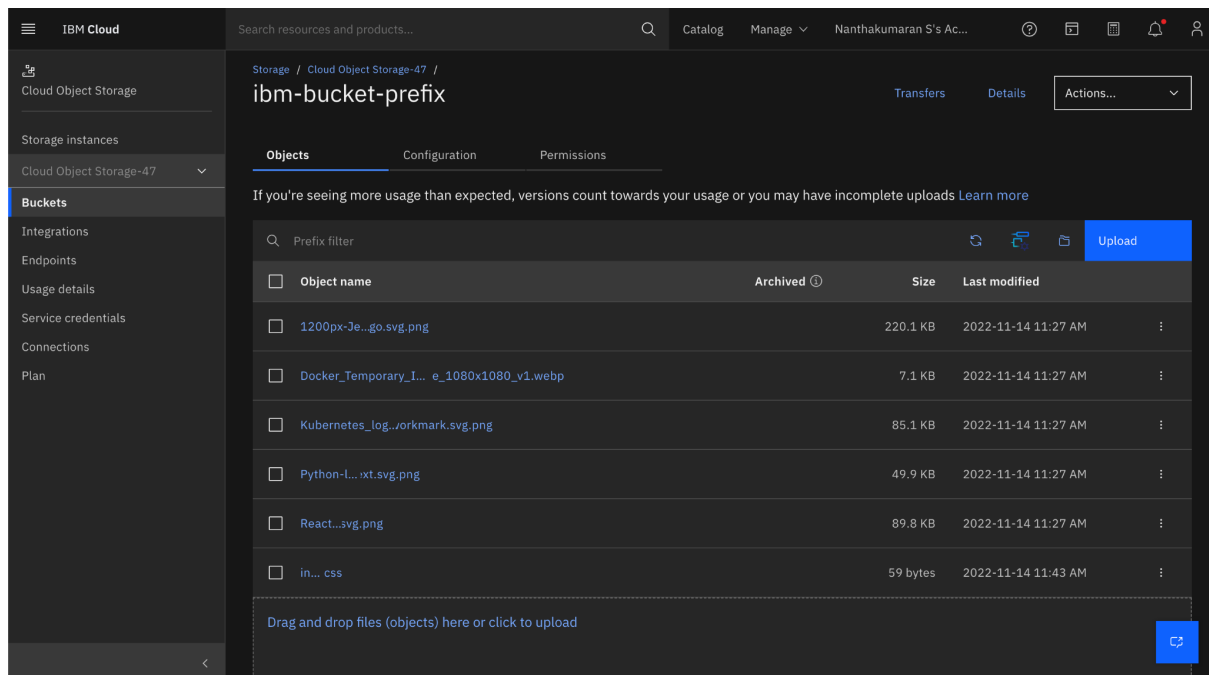 IBM Cloud
Search resources and products...
Catalog
Manage
Nanthakumaran S's Ac...
Cloud Object Storage
Storage instances
Cloud Object Storage-47
Buckets
Integrations
Endpoints
Usage details
Service credentials
Connections
Plan
Storage / Cloud Object Storage-47 /
ibm-bucket-prefix
Transfers
Details
Actions...
Objects
Configuration
Permissions
If you're seeing more usage than expected, versions count towards your usage or you may have incomplete uploads Learn more
Prefix filter
Upload
Object name Archived Size Last modified
1200px-Je...go.svg.png 220.1 KB 2022-11-14 11:27 AM
Docker_Temporary_I... e_1080x1080_v1.webp 7.1 KB 2022-11-14 11:27 AM
Kubernetes_log...orkmark.svg.png 85.1 KB 2022-11-14 11:27 AM
Python-l... xt.svg.png 49.9 KB 2022-11-14 11:27 AM
React...svg.png 89.8 KB 2022-11-14 11:27 AM
in... css 59 bytes 2022-11-14 11:43 AM
Drag and drop files (objects) here or click to upload